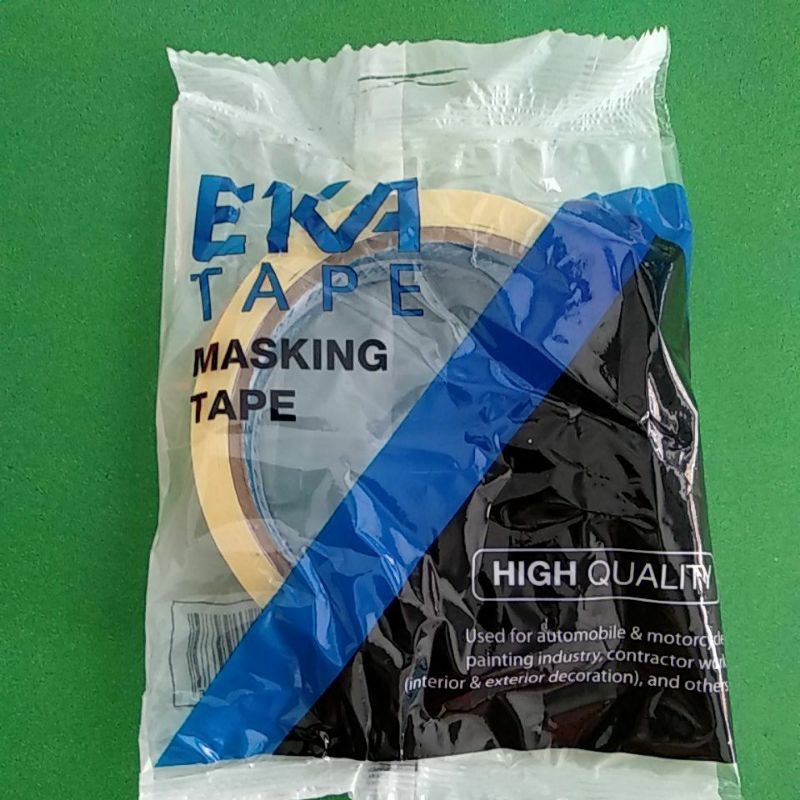 EKA
TAPE
MASKING
TAPE
HIGH QUALITY
Used for automobile & motorcycle
painting industry, contractor work
(interior & exterior decoration), and others